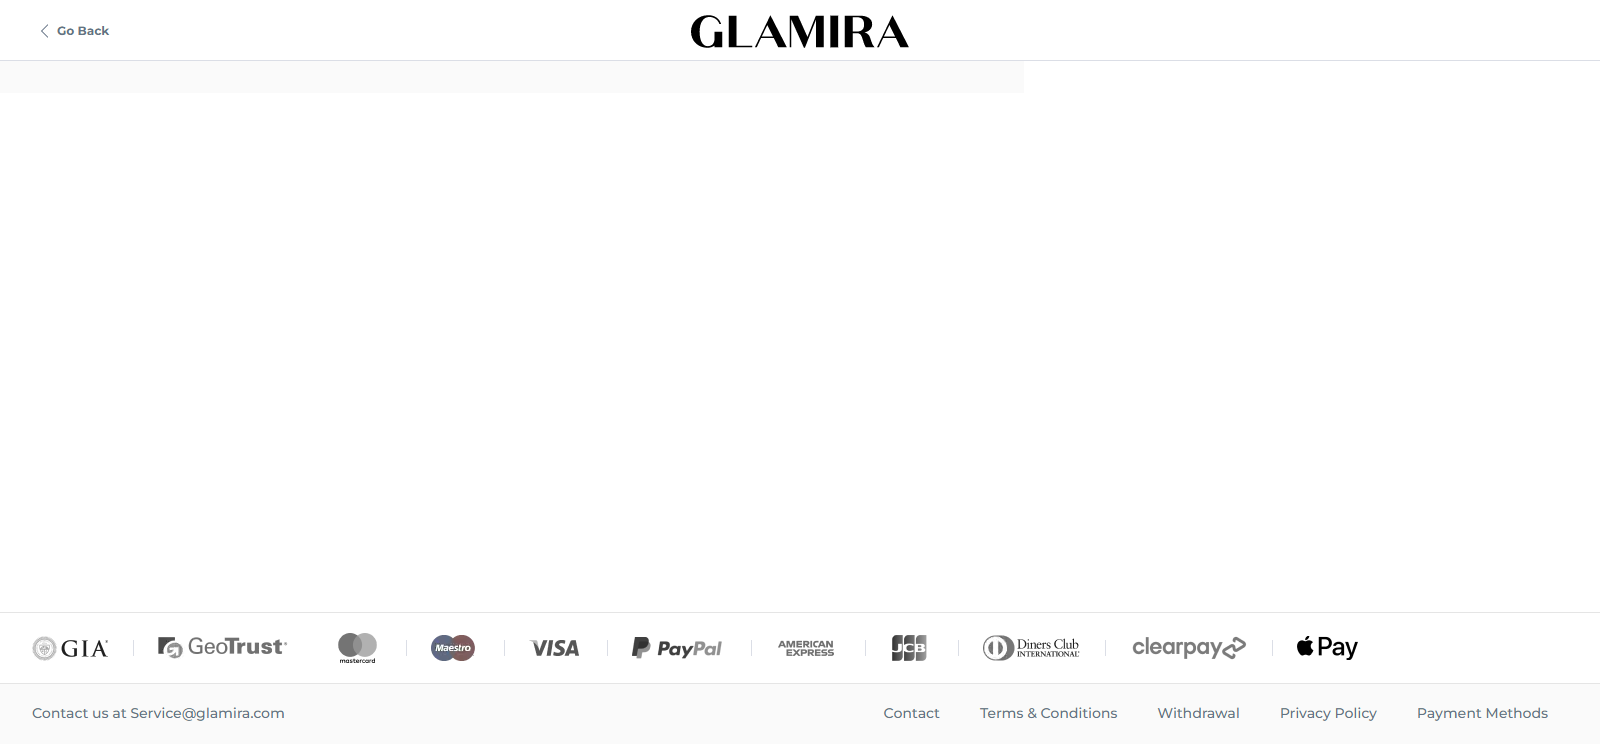 Go Back
GLAMIRA
GIA
GeoTrust
mastercard
Maestro
VISA
PayPal
AMERICAN
EXPRESS
JCB
Diners Club
INTERNATIONAL
clearpay
Pay
Contact us at Service@glamira.com
Contact
Terms & Conditions
Withdrawal
Privacy Policy
Payment Methods